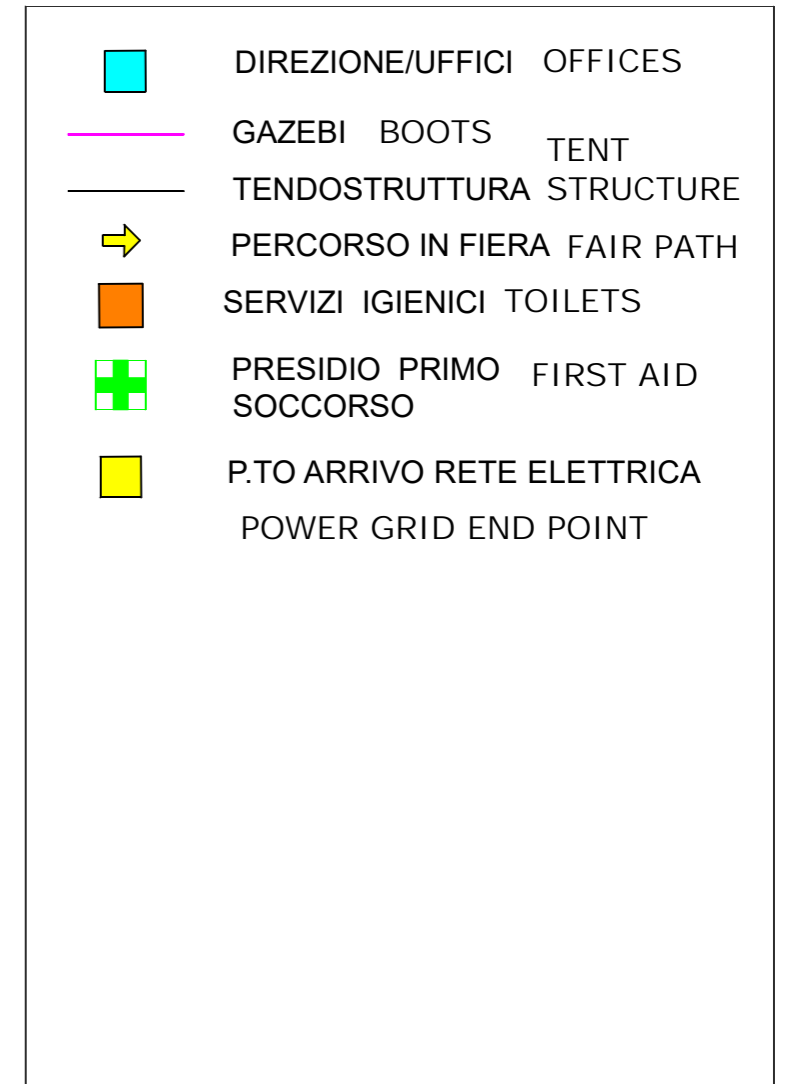 DIREZIONE/UFFICI OFFICES
GAZEBI BOOTS
TENT
TENDOSTRUTTURA STRUCTURE
PERCORSO IN FIERA FAIR PATH
SERVIZI IGIENICI TOILETS
PRESIDIO PRIMO FIRST AID
SOCCORSO
P.TO ARRIVO RETE ELETTRICA
POWER GRID END POINT